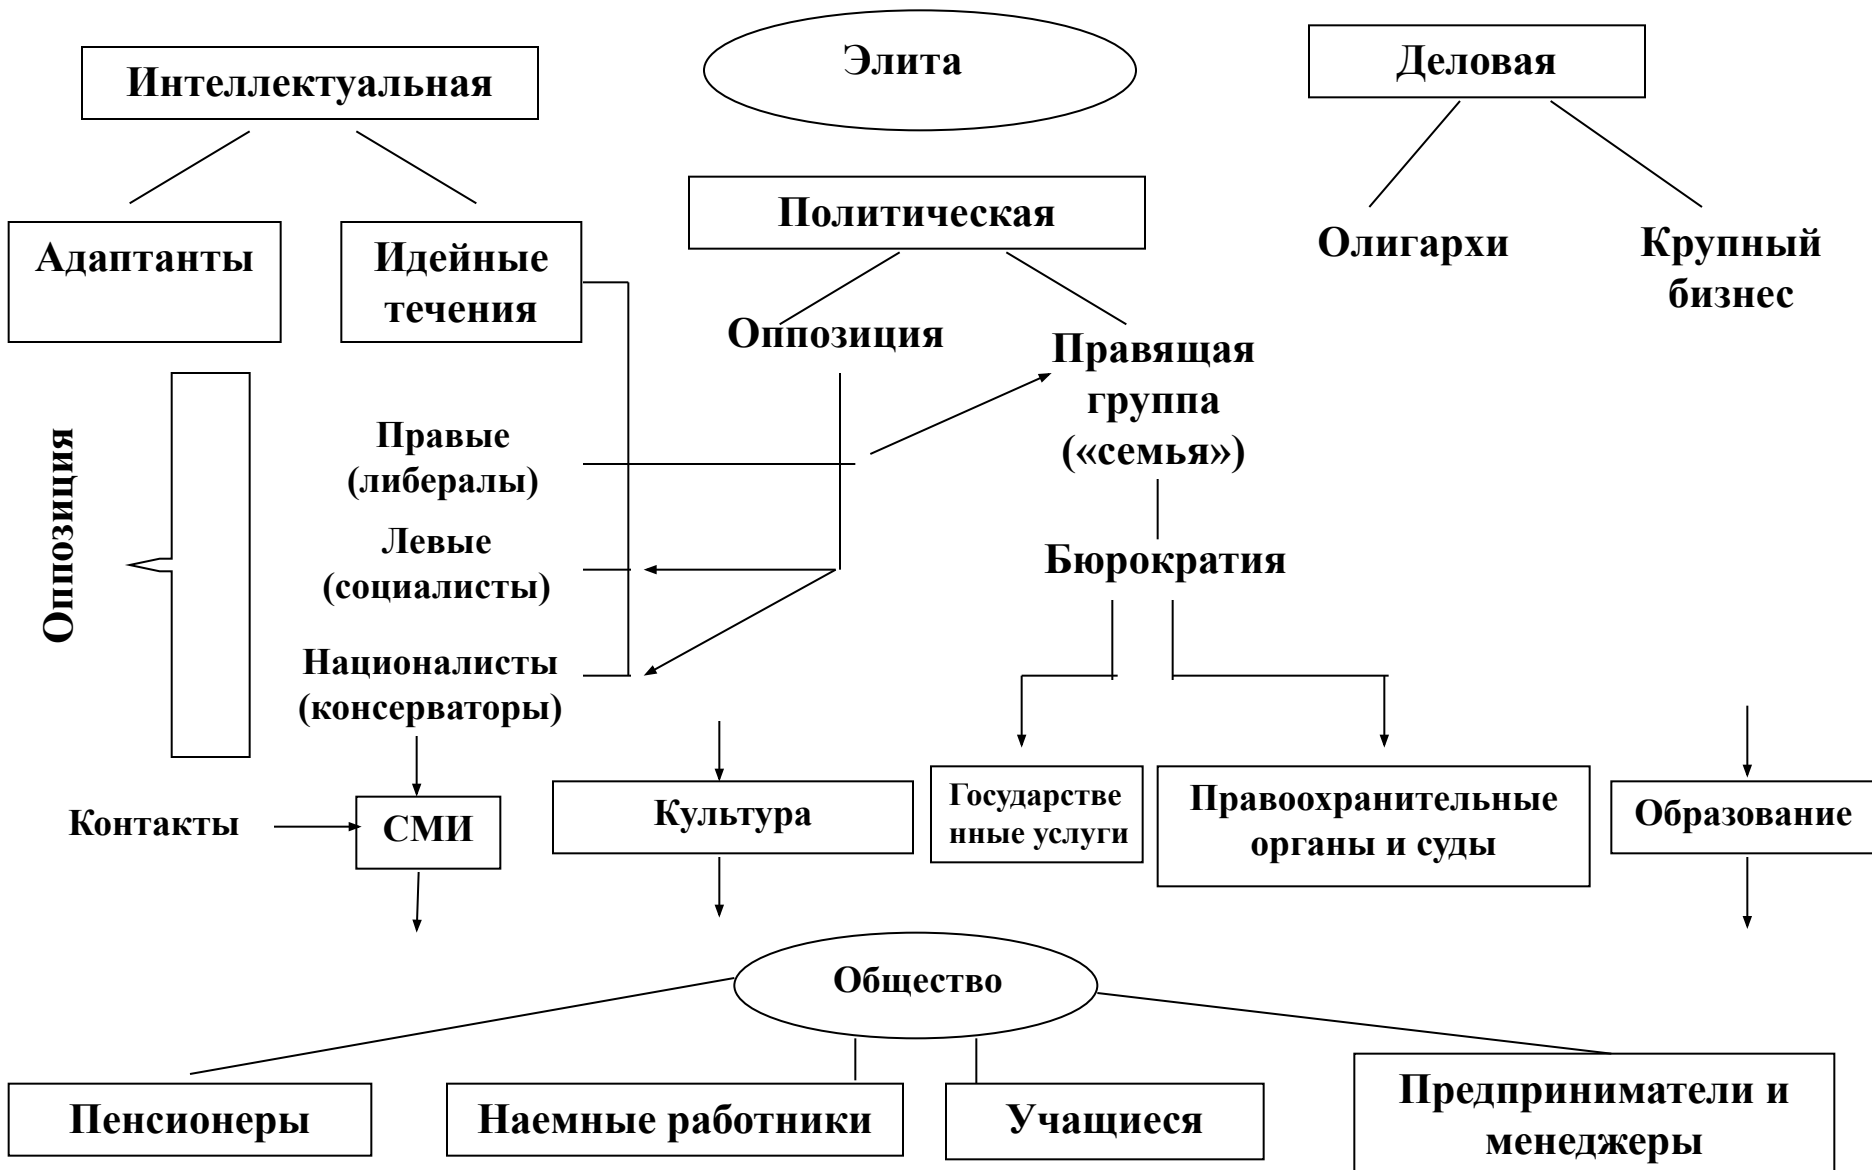 Элита
Интеллектуальная
Деловая
Политическая
Адаптанты
Идейные
течения
Олигархи
Крупный
бизнес
Оппозиция
Правящая
группа
(«семья»)
Оппозиция
Правые
(либералы)
Левые
(социалисты)
Националисты
(консерваторы)
Бюрократия
Контакты
СМИ
Культура
Государстве
нные услуги
Правоохранительные
органы и суды
Образование
Общество
Пенсионеры
Наемные работники
Учащиеся
Предприниматели и
менеджеры